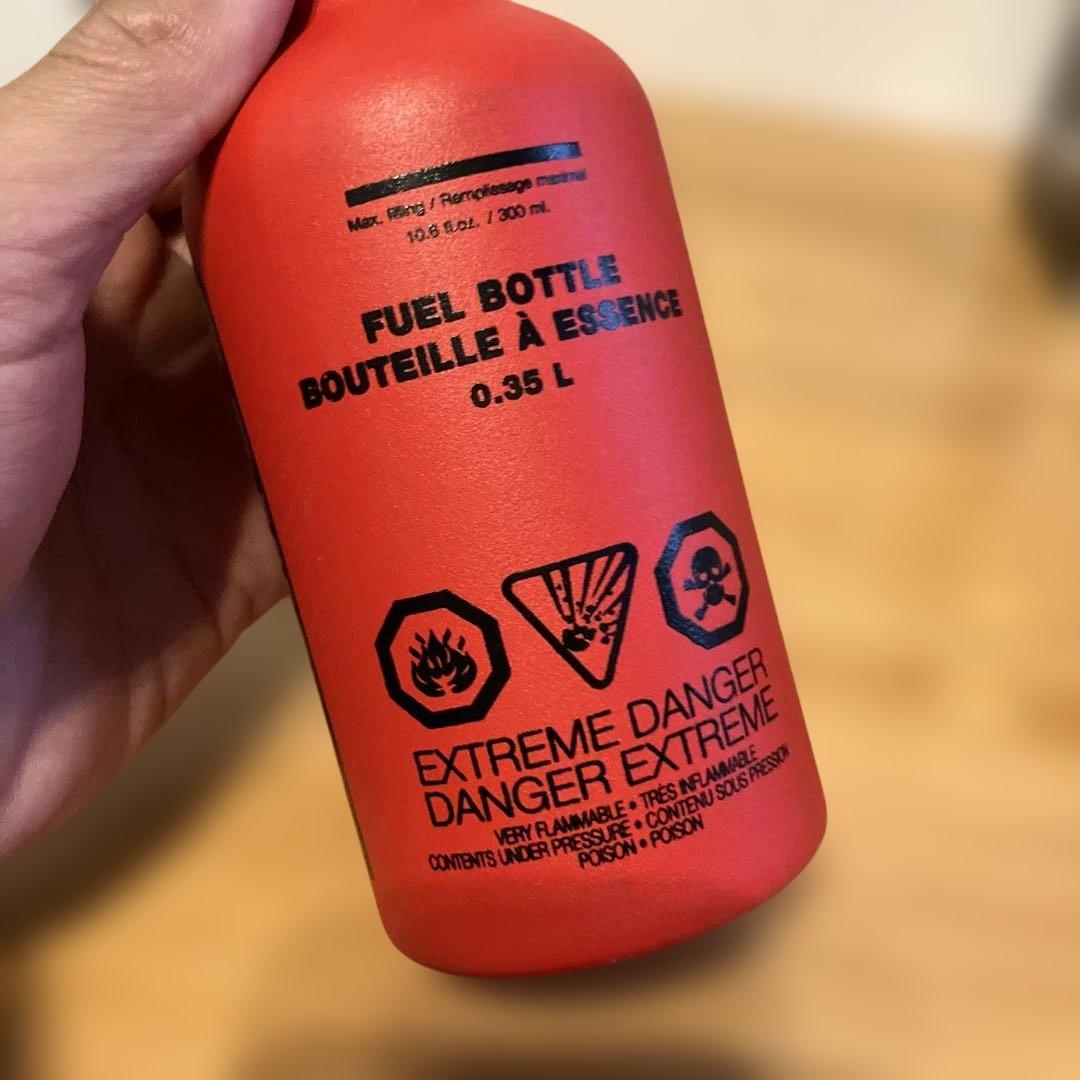 Max. filling / Remplissage maximal
10.6 fl.oz. / 300 ml.
FUEL BOTTLE
BOUTEILLE À ESSENCE
0.35 L
EXTREME DANGER
DANGER EXTREME
VERY FLAMMABLE • TRÈS INFLAMMABLE
CONTENTS UNDER PRESSURE • CONTENU SOUS PRESSION
POISON • POISON